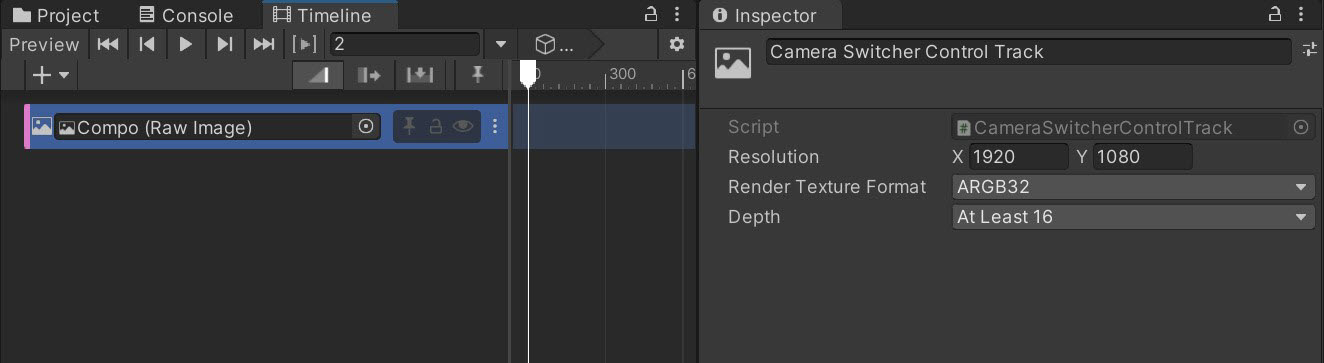 Project
Console
Timeline
Preview
2
...
0
300
6
Compo (Raw Image)
Inspector
Camera Switcher Control Track
Script
# CameraSwitcherControlTrack
Resolution X 1920 Y 1080
Render Texture Format ARGB32
Depth At Least 16